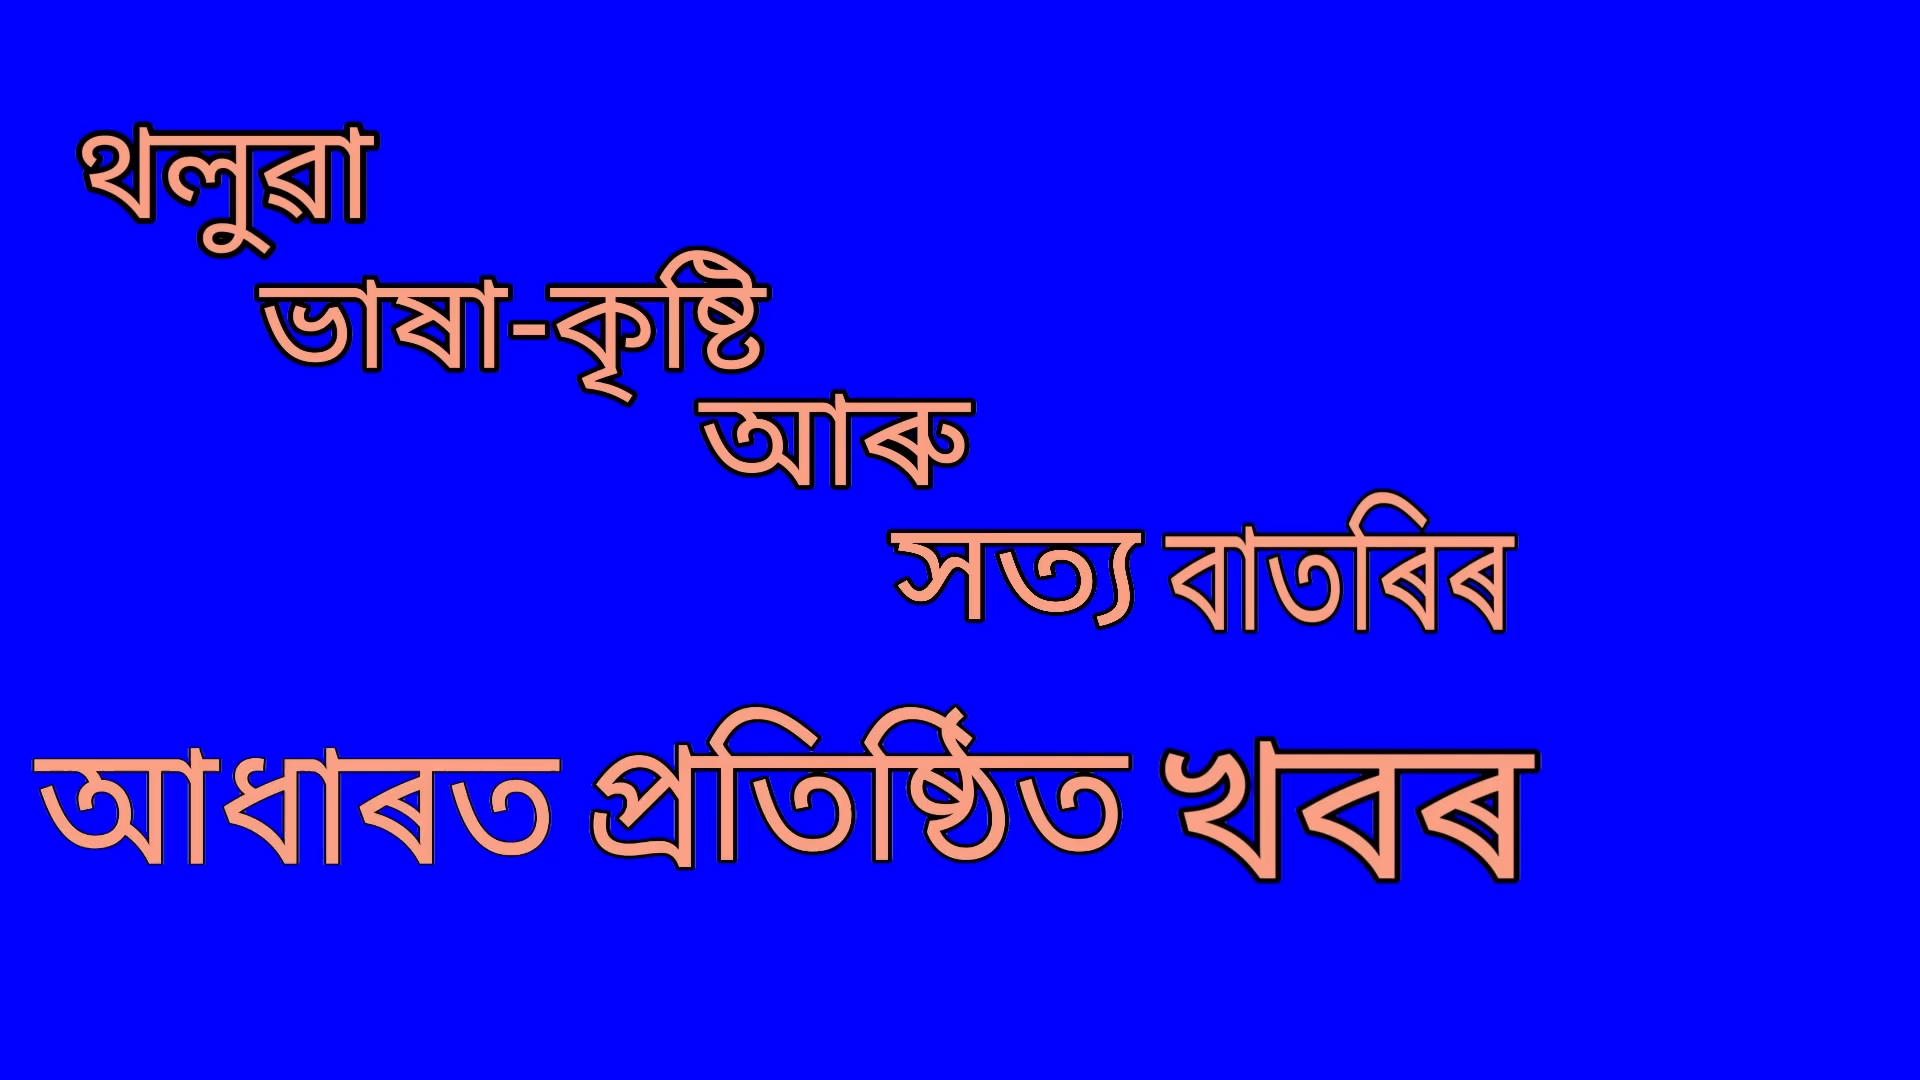 থলুৱা
ভাষা-কৃষ্টি
আৰু
সত্য বাতৰিৰ
আধাৰত প্ৰতিষ্ঠিত খবৰ